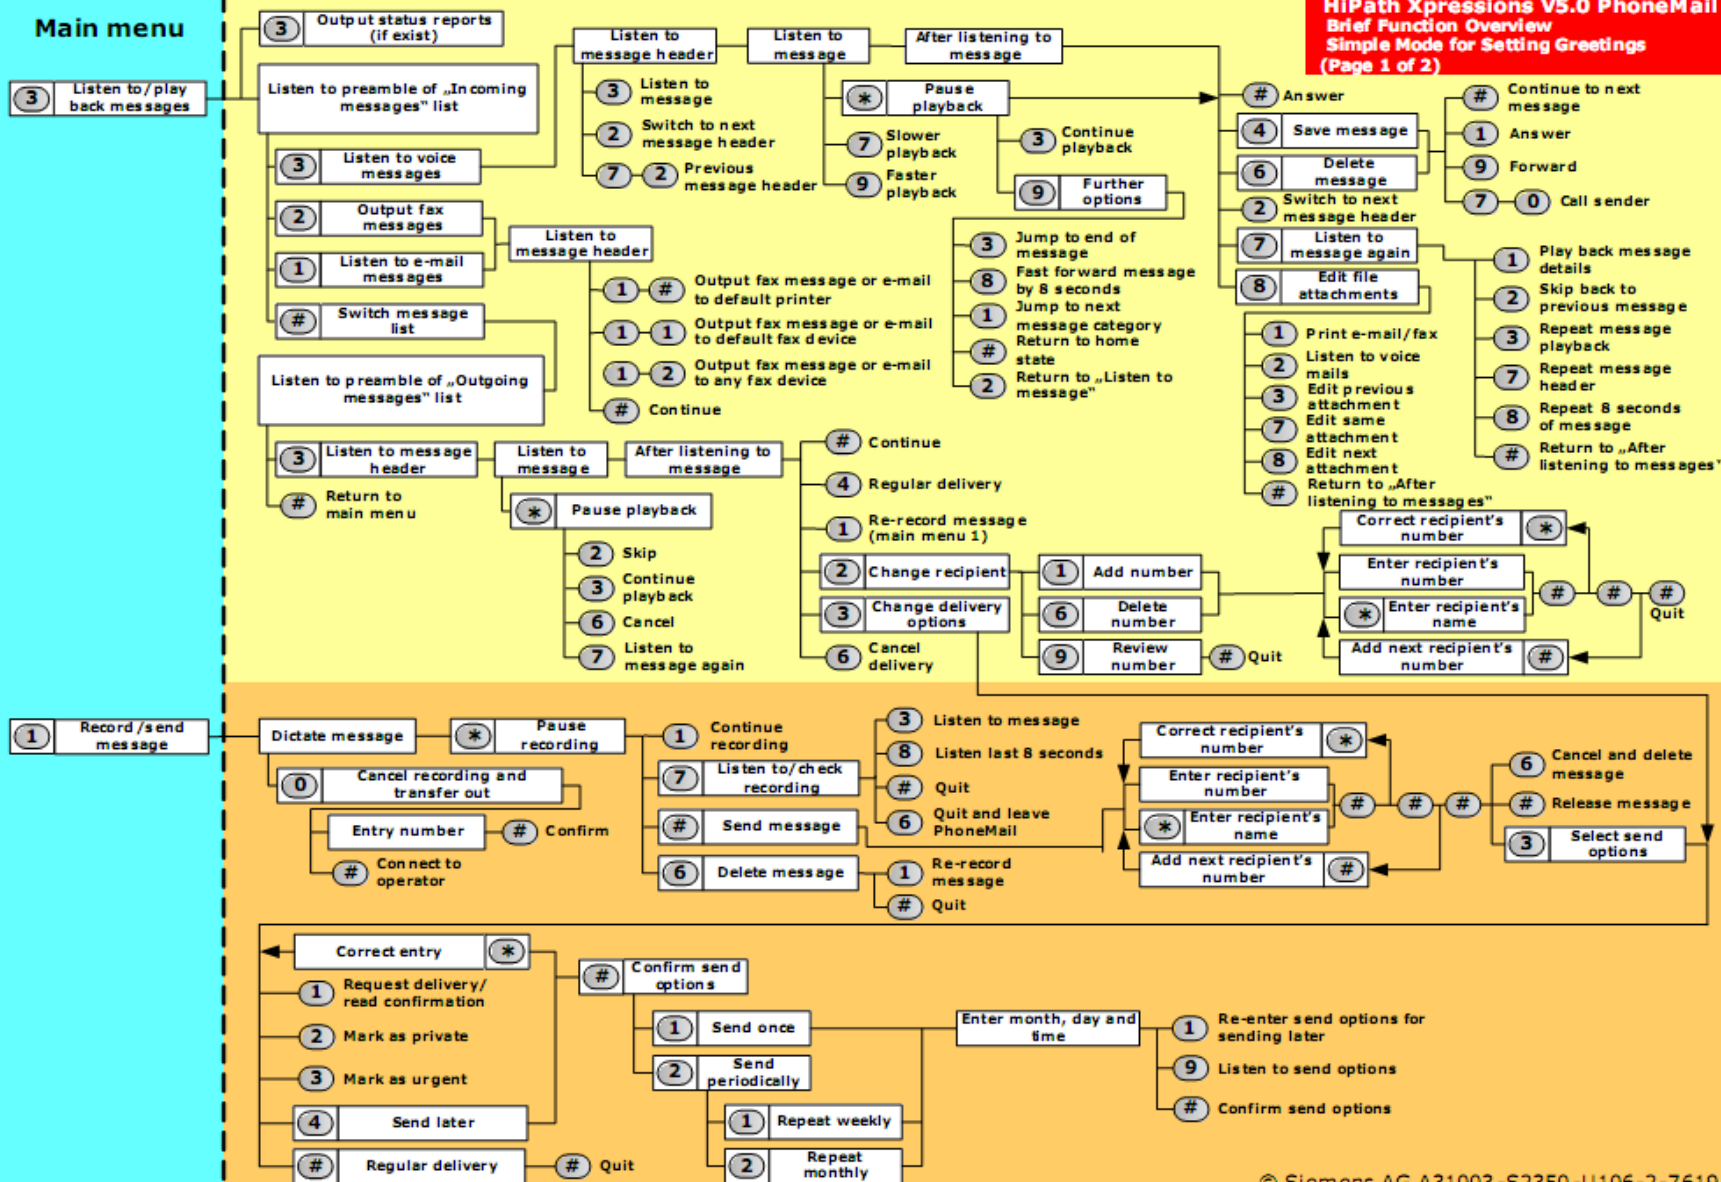 Main menu
HiPath Xpressions V5.0 PhoneMail
Brief Function Overview
Simple Mode for Setting Greetings
(Page 1 of 2)
3 Listen to/play
back messages
3 Output status reports
(if exist)
Listen to preamble of „Incoming
messages" list
3 Listen to voice
messages
2 Output fax
messages
1 Listen to e-mail
messages
# Switch message
list
Listen to preamble of „Outgoing
messages" list
3 Listen to message
header
# Return to
main menu
Listen to
message header
3 Listen to
message
2 Switch to next
message header
7 2 Previous
message header
Listen to
message
* Pause
playback
7 Slower
playback
9 Faster
playback
3 Continue
playback
9 Further
options
3 Jump to end of
message
8 Fast forward message
by 8 seconds
1 Jump to next
message category
# Return to home
state
2 Return to „Listen to
message"
After listening to
message
# Answer
4 Save message
6 Delete
message
2 Switch to next
message header
7 Listen to
message again
8 Edit file
attachments
# Continue to next
message
1 Answer
9 Forward
7 0 Call sender
1 Play back message
details
2 Skip back to
previous message
3 Repeat message
playback
7 Repeat message
header
8 Repeat 8 seconds
of message
# Return to „After
listening to messages"
1 Print e-mail/fax
2 Listen to voice
mails
3 Edit previous
attachment
7 Edit same
attachment
8 Edit next
attachment
# Return to „After
listening to messages"
Listen to
message header
1 # Output fax message or e-mail
to default printer
1 1 Output fax message or e-mail
to default fax device
1 2 Output fax message or e-mail
to any fax device
# Continue
Listen to
message
* Pause playback
2 Skip
3 Continue
playback
6 Cancel
7 Listen to
message again
After listening to
message
# Continue
4 Regular delivery
1 Re-record message
(main menu 1)
2 Change recipient
3 Change delivery
options
6 Cancel
delivery
1 Add number
6 Delete
number
9 Review
number
# Quit
Correct recipient's
number *
Enter recipient's
number
* Enter recipient's
name
Add next recipient's
number #
# # #
Quit
1 Record/send
message
Dictate message
0 Cancel recording and
transfer out
Entry number
# Confirm
# Connect to
operator
* Pause
recording
1 Continue
recording
7 Listen to/check
recording
# Send message
6 Delete message
3 Listen to message
8 Listen last 8 seconds
# Quit
6 Quit and leave
PhoneMail
1 Re-record
message
# Quit
Correct recipient's
number *
Enter recipient's
number
* Enter recipient's
name
Add next recipient's
number #
# # #
6 Cancel and delete
message
# Release message
3 Select send
options
Correct entry *
1 Request delivery/
read confirmation
2 Mark as private
3 Mark as urgent
4 Send later
# Regular delivery
# Quit
# Confirm send
options
1 Send once
2 Send
periodically
1 Repeat weekly
2 Repeat
monthly
Enter month, day and
time
1 Re-enter send options for
sending later
9 Listen to send options
# Confirm send options
© Siemens AG A31003-S2350-U106-2-7619